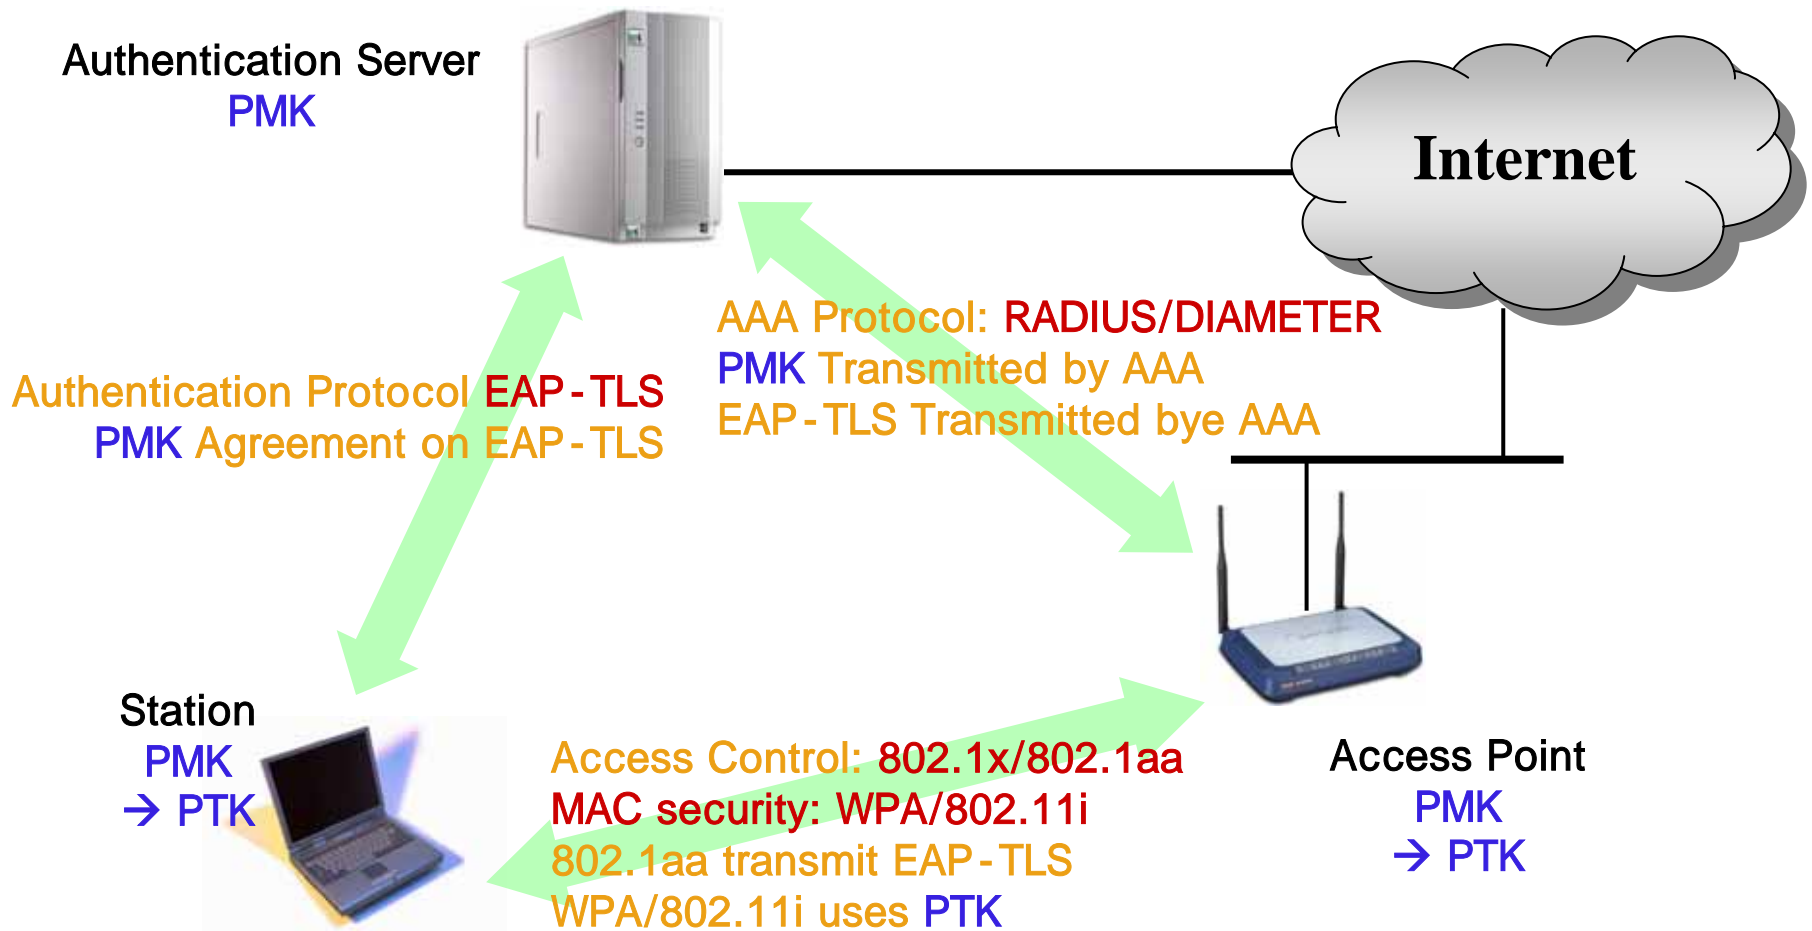 Authentication Server
PMK
Internet
AAA Protocol: RADIUS/DIAMETER
PMK Transmitted by AAA
EAP-TLS Transmitted bye AAA
Authentication Protocol EAP-TLS
PMK Agreement on EAP-TLS
Station
PMK
→ PTK
Access Control: 802.1x/802.1aa
MAC security: WPA/802.11i
802.1aa transmit EAP-TLS
WPA/802.11i uses PTK
Access Point
PMK
→ PTK